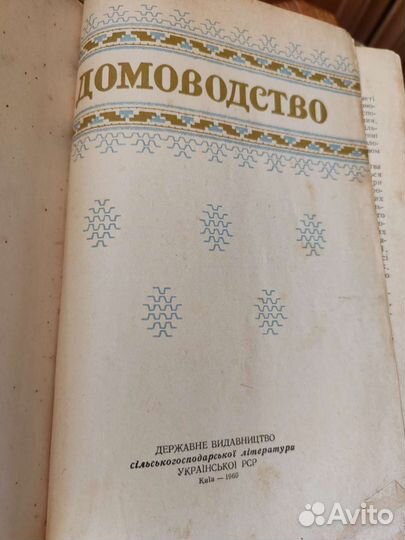 ДОМОВОДСТВО
ДЕРЖАВНЕ ВИДАВНИЦТВО
сільськогосподарської літератури
УКРАЇНСЬКОЇ РСР
Київ — 1960
Avito